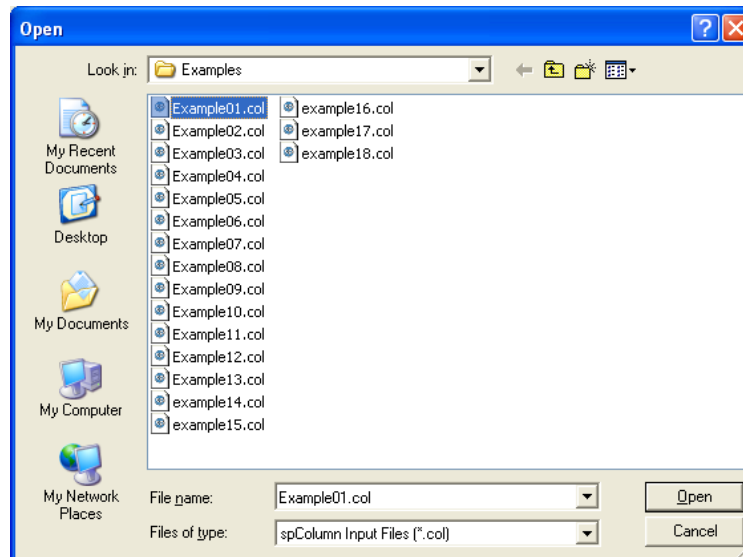 Open
Look in: Examples
My Recent
Documents
Desktop
My Documents
My Computer
My Network
Places
Example01.col
Example02.col
Example03.col
Example04.col
Example05.col
Example06.col
Example07.col
Example08.col
Example09.col
Example10.col
Example11.col
Example12.col
Example13.col
example14.col
example15.col
example16.col
example17.col
example18.col
File name: Example01.col Open
Files of type: spColumn Input Files (*.col) Cancel